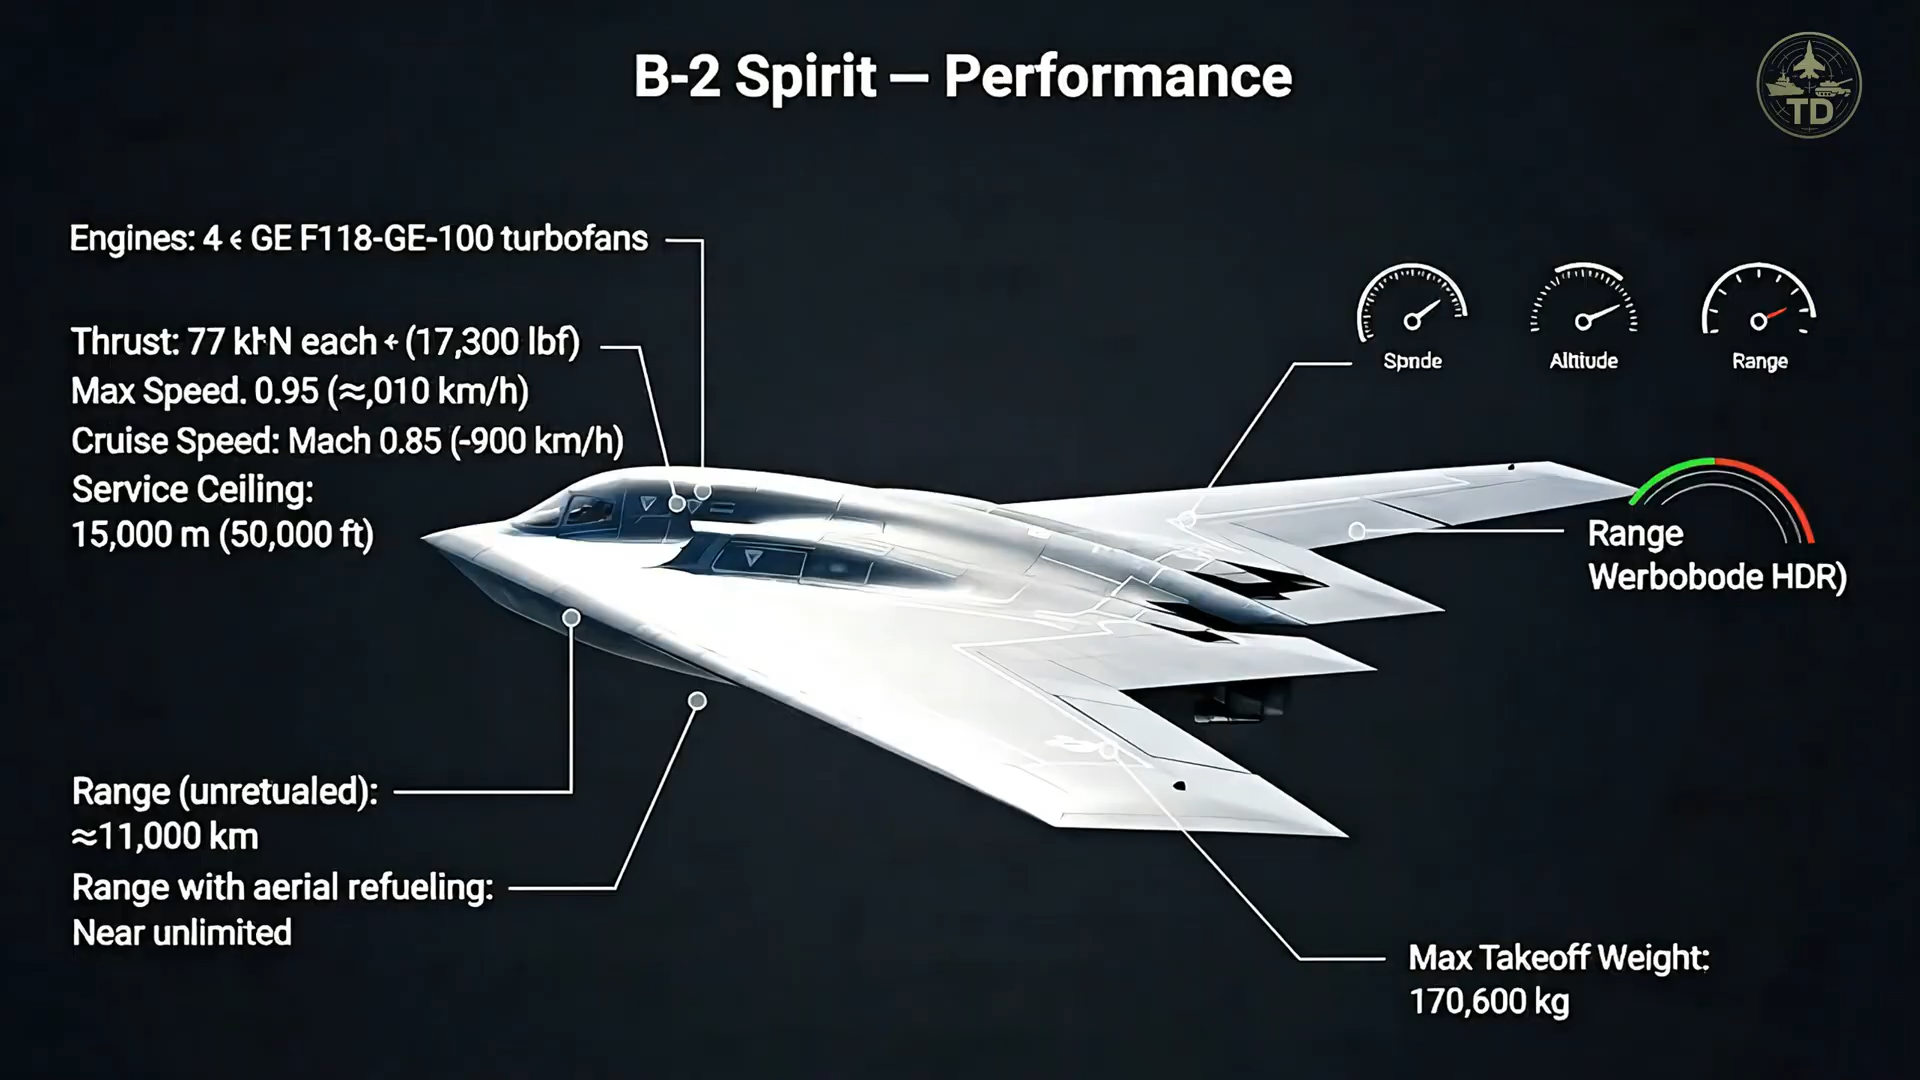 B-2 Spirit — Performance
TD
Engines: 4 ‹ GE F118-GE-100 turbofans
Thrust: 77 kHN each + (17,300 lbf)
Max Speed. 0.95 (≈,010 km/h)
Cruise Speed: Mach 0.85 (-900 km/h)
Service Ceiling:
15,000 m (50,000 ft)
Spnde
Altitude
Range
Range
Werbobode HDR)
Range (unretualed):
≈11,000 km
Range with aerial refueling:
Near unlimited
Max Takeoff Weight:
170,600 kg